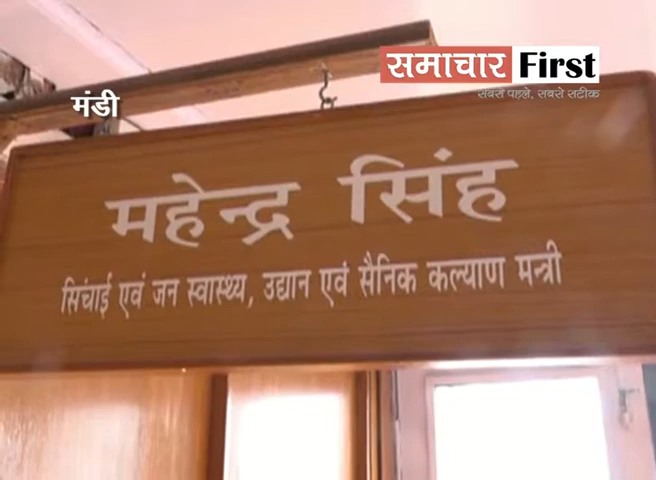 समाचार First
सबसे पहले, सबसे सटीक
मंडी
महेन्द्र सिंह
सिंचाई एवं जन स्वास्थ्य, उद्यान एवं सैनिक कल्याण मन्त्री